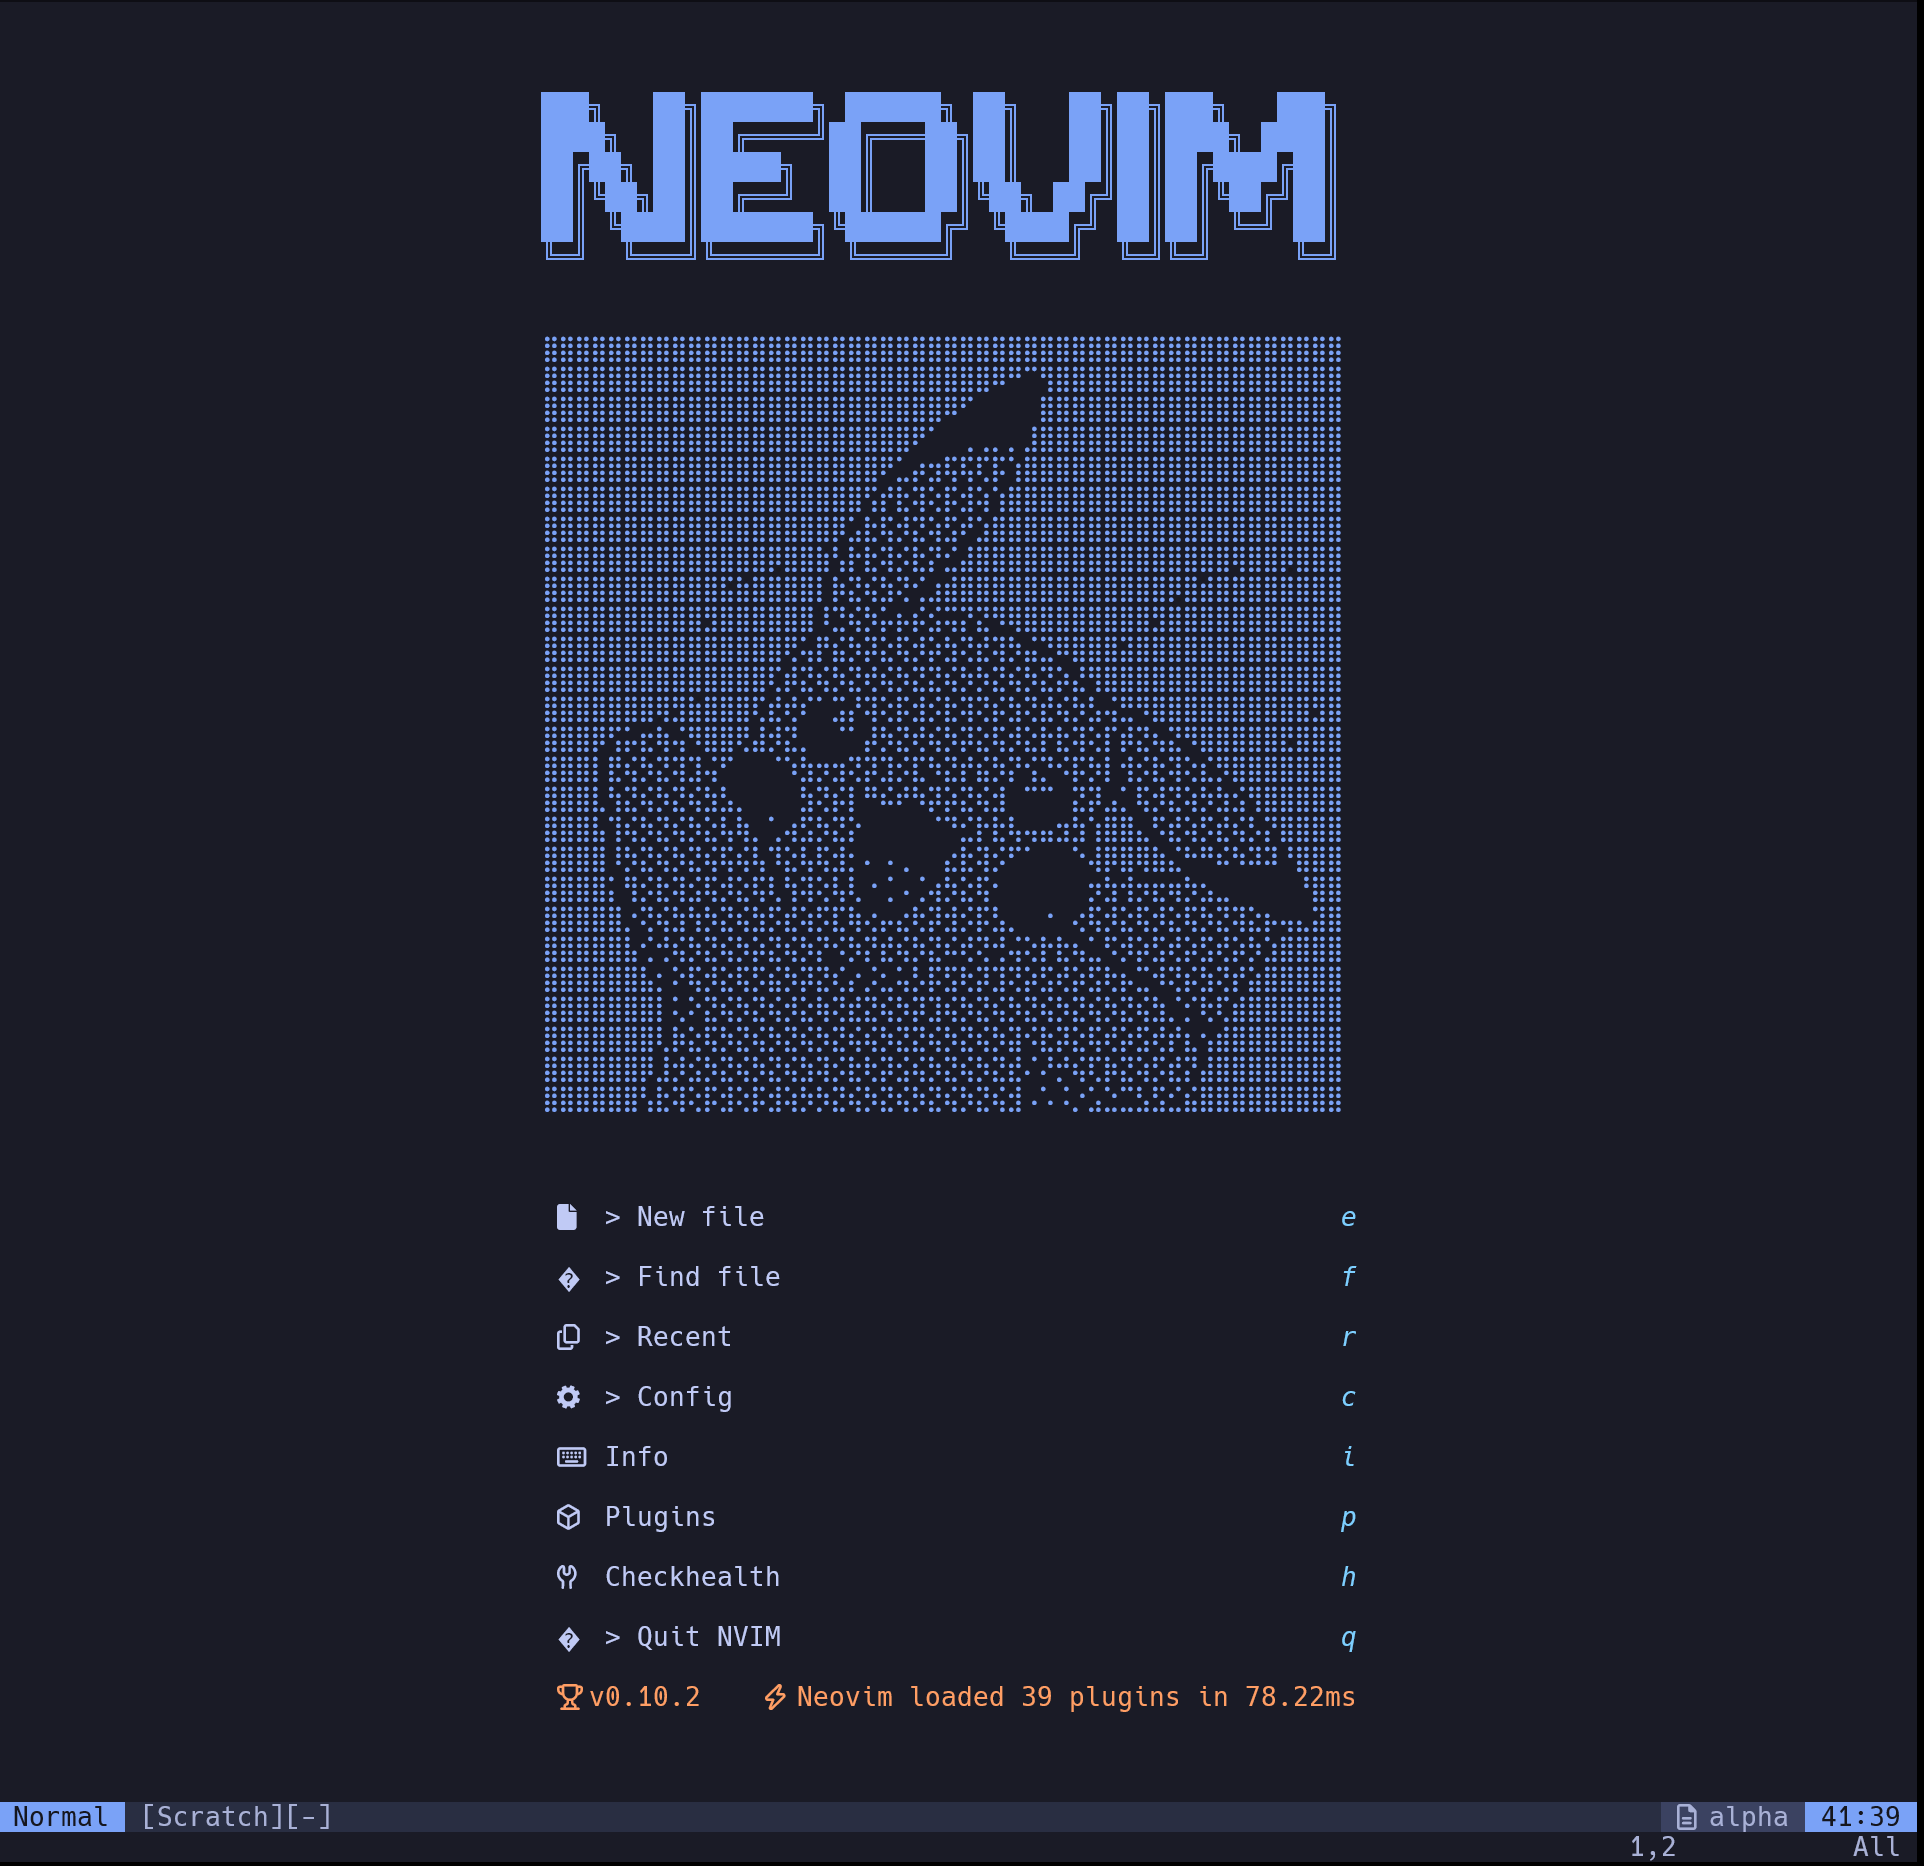 NEOVIM
> New file e
> Find file f
> Recent r
> Config c
Info i
Plugins p
Checkhealth h
> Quit NVIM q
v0.10.2 Neovim loaded 39 plugins in 78.22ms
Normal [Scratch][-] alpha 41:39
1,2 All